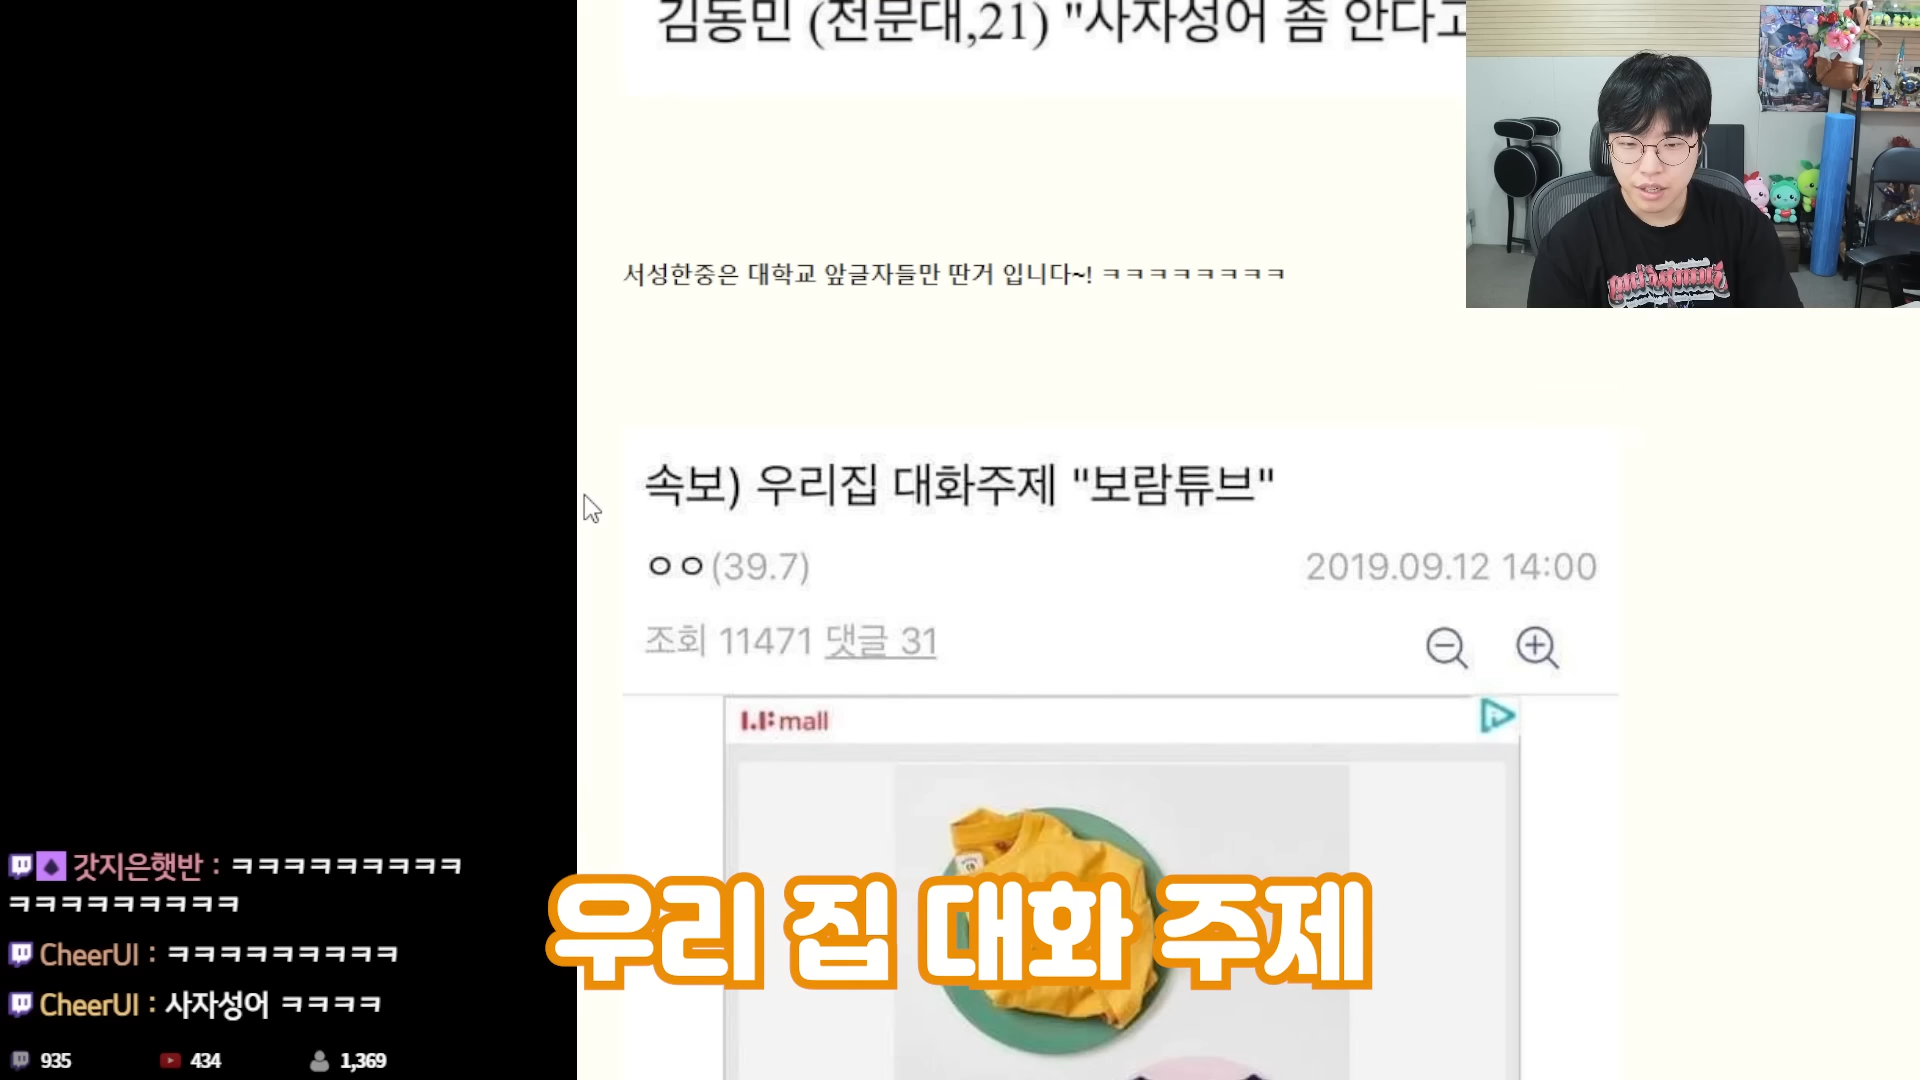 김동민 (전문대,21) "사자성어 좀 안다고
서성한중은 대학교 앞글자들만 딴거 입니다~! ㅋㅋㅋㅋㅋㅋㅋㅋ
속보) 우리집 대화주제 "보람튜브"
ㅇㅇ(39.7)
2019.09.12 14:00
조회 11471 댓글 31
LF mall
갓지은햇반 : ㅋㅋㅋㅋㅋㅋㅋㅋㅋ
ㅋㅋㅋㅋㅋㅋㅋㅋㅋ
CheerUI : ㅋㅋㅋㅋㅋㅋㅋㅋㅋ
CheerUI : 사자성어 ㅋㅋㅋㅋ
우리 집 대화 주제
935 434 1,369